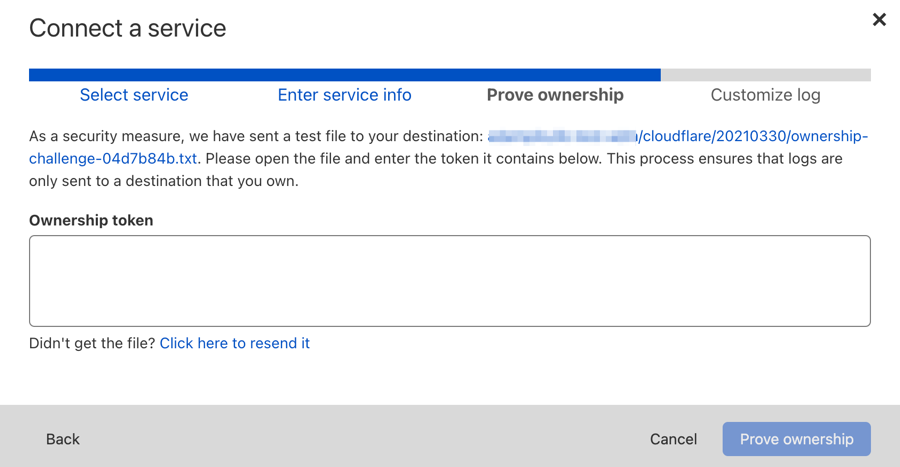 Connect a service
Select service
Enter service info
Prove ownership
Customize log
As a security measure, we have sent a test file to your destination: /cloudflare/20210330/ownership-
challenge-04d7b84b.txt. Please open the file and enter the token it contains below. This process ensures that logs are
only sent to a destination that you own.
Ownership token
Didn't get the file? Click here to resend it
Back
Cancel
Prove ownership